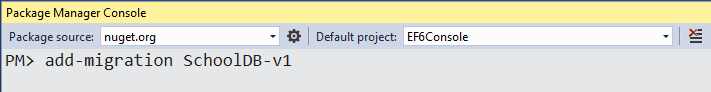 Package Manager Console
Package source: nuget.org Default project: EF6Console
PM> add-migration SchoolDB-v1